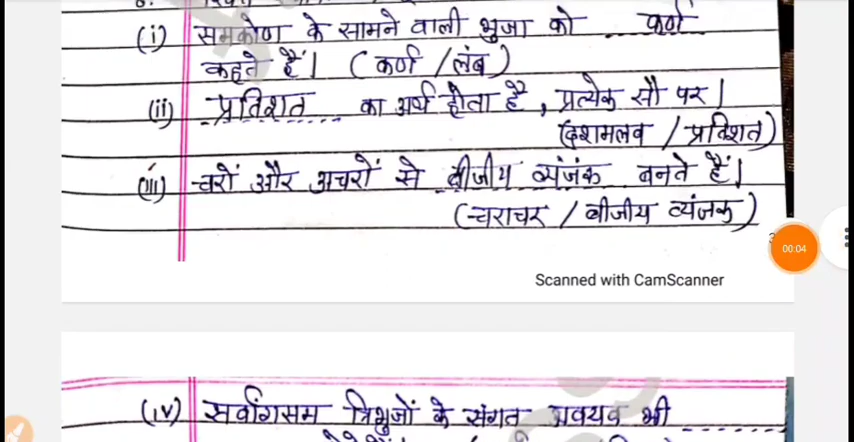 (i) समकोण के सामने वाली भुजा को कर्ण
कहते हैं। (कर्ण /लंब)
(ii) प्रतिशत का अर्थ होता है, प्रत्येक सौ पर।
(दशमलव / प्रतिशत)
(iii) चरों और अचरों से बीजीय व्यंजंक बनते हैं।
(चराचर / बीजीय व्यंजक)
00:04
Scanned with CamScanner
(iv) सर्वांगसम त्रिभुजों के संगत अवयव भी